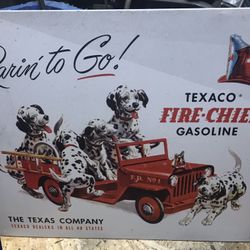 Rarin' to Go!
TEXACO
FIRE-CHIEF
GASOLINE
F.D. No 1
THE TEXAS COMPANY
TEXACO DEALERS IN ALL 48 STATES